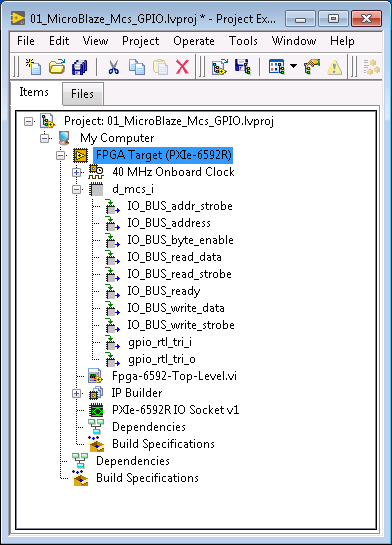 01_MicroBlaze_Mcs_GPIO.lvproj * - Project Ex...
File Edit View Project Operate Tools Window Help
Items Files
Project: 01_MicroBlaze_Mcs_GPIO.lvproj
My Computer
FPGA Target (PXIe-6592R)
40 MHz Onboard Clock
d_mcs_i
IO_BUS_addr_strobe
IO_BUS_address
IO_BUS_byte_enable
IO_BUS_read_data
IO_BUS_read_strobe
IO_BUS_ready
IO_BUS_write_data
IO_BUS_write_strobe
gpio_rtl_tri_i
gpio_rtl_tri_o
Fpga-6592-Top-Level.vi
IP Builder
PXIe-6592R IO Socket v1
Dependencies
Build Specifications
Dependencies
Build Specifications